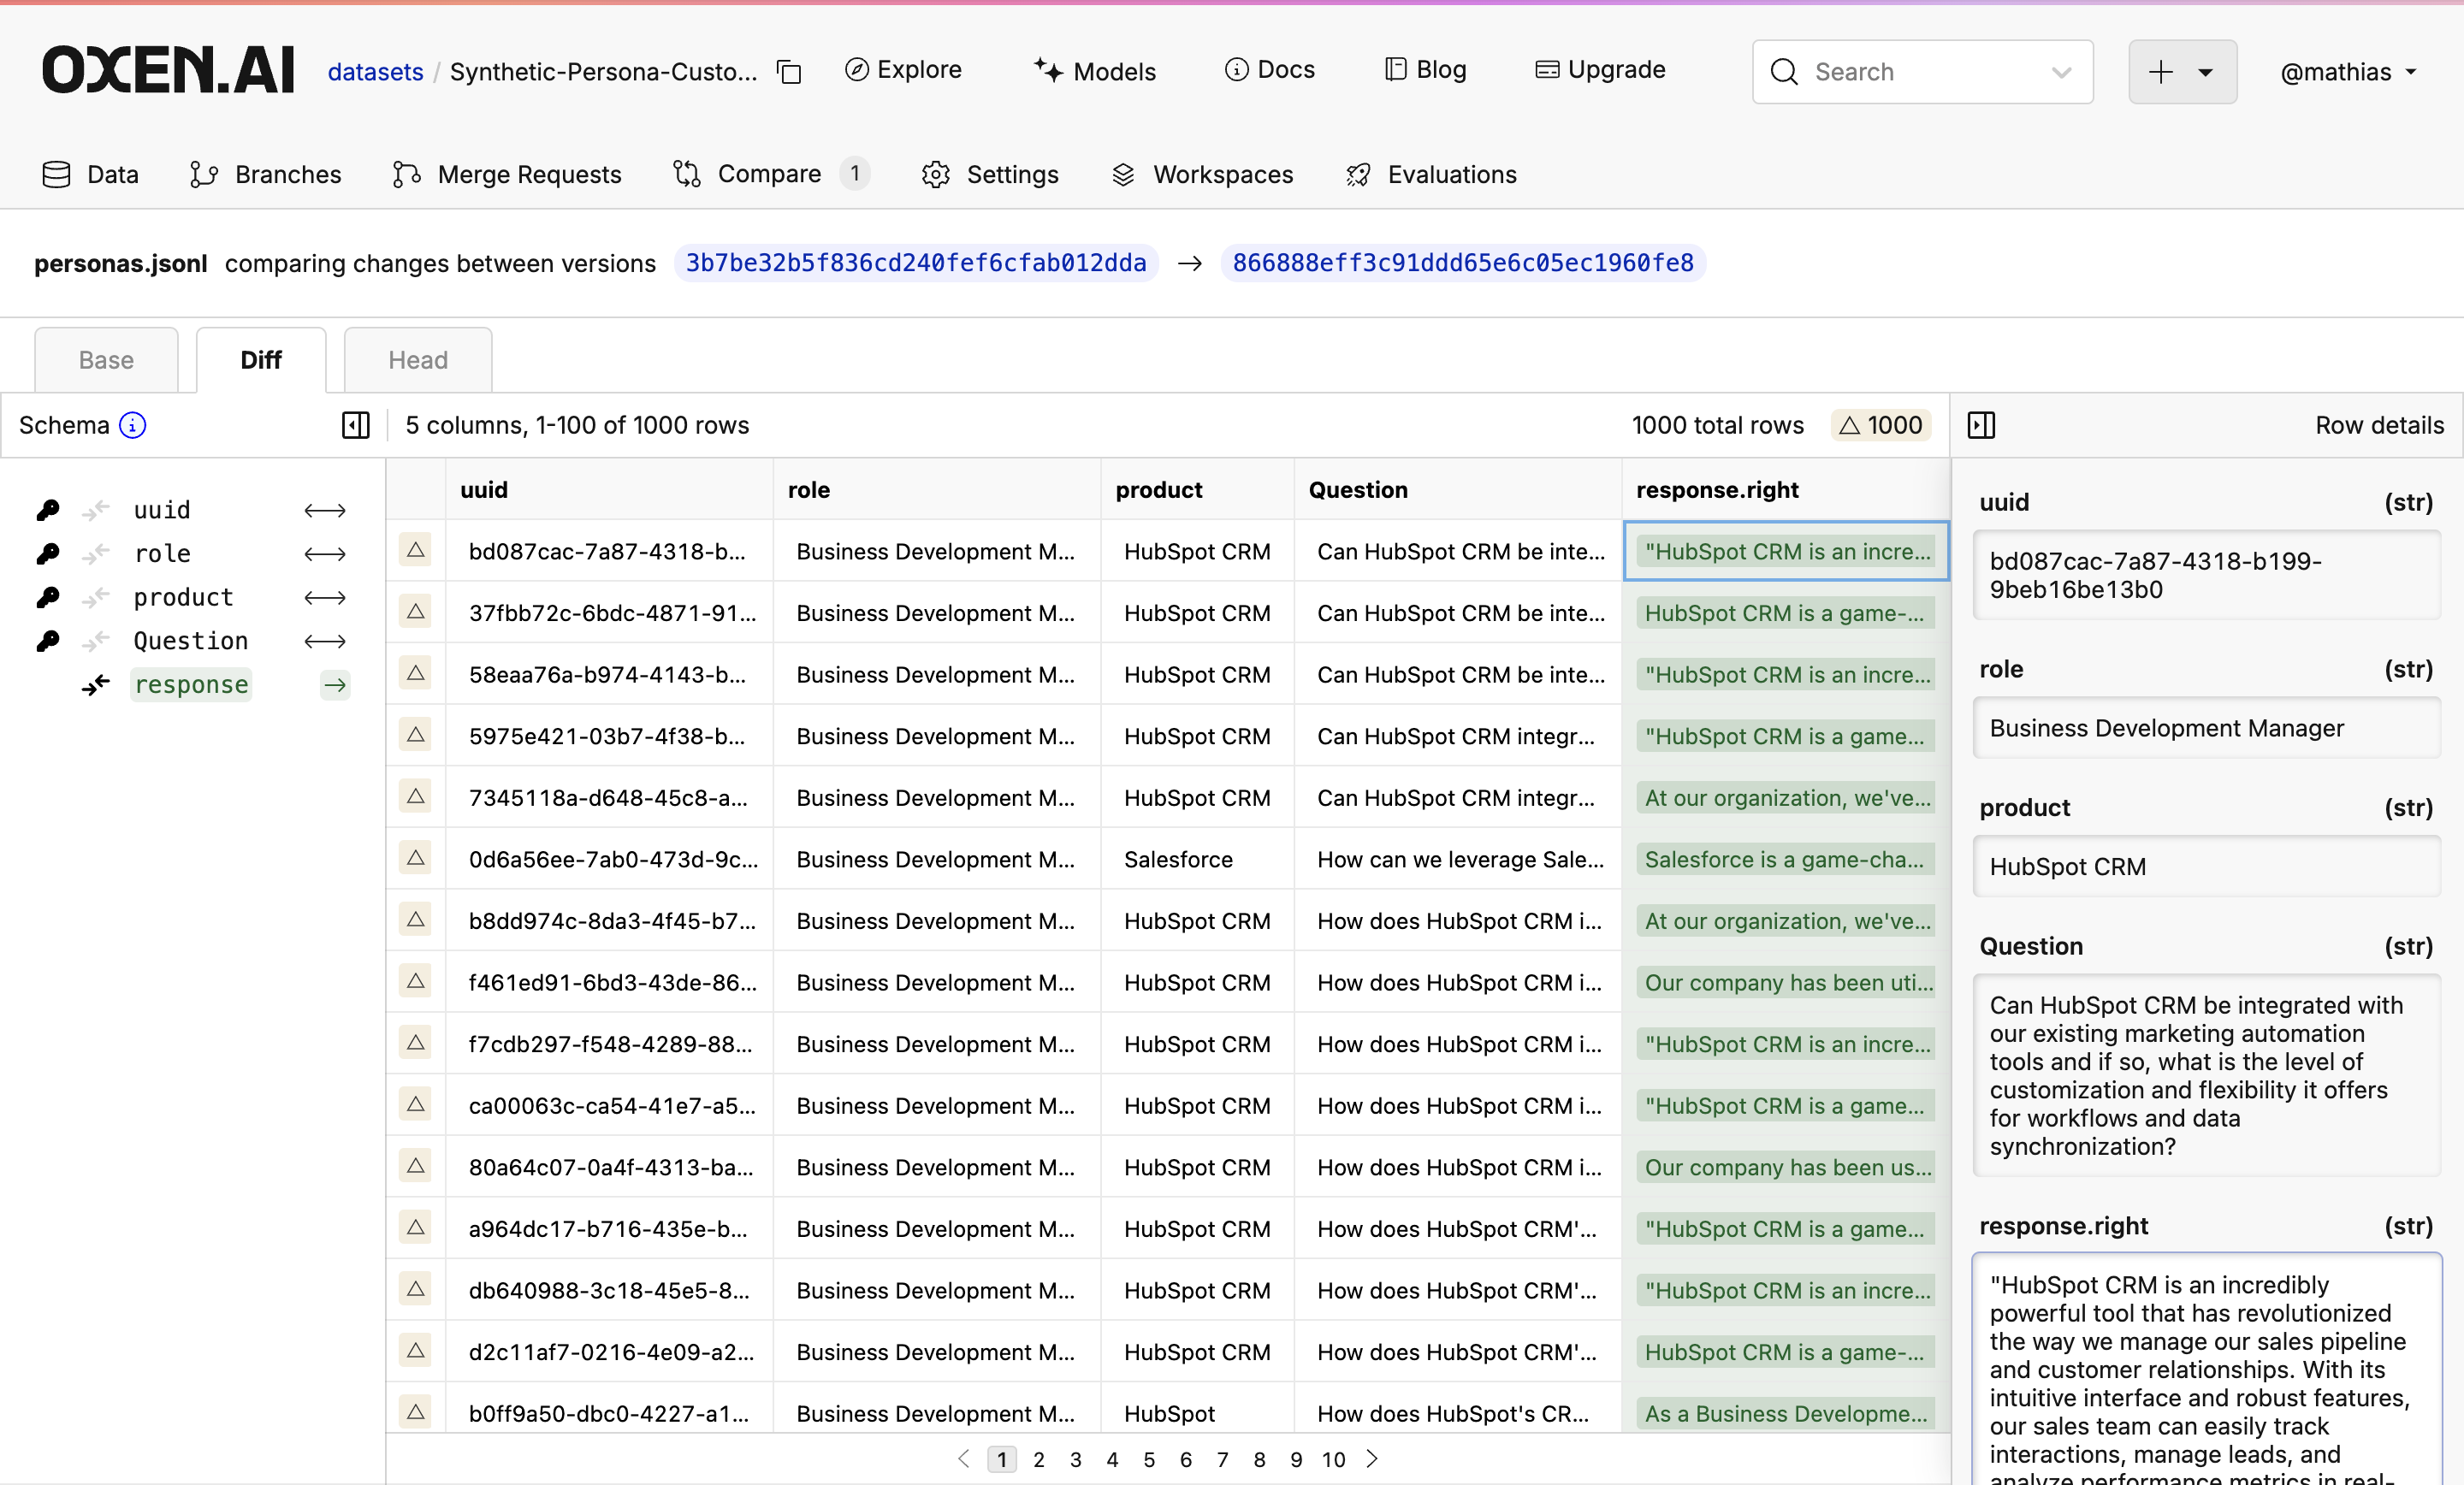 OXEN.AI datasets / Synthetic-Persona-Custo... Explore Models Docs Blog Upgrade Search @mathias
Data Branches Merge Requests Compare 1 Settings Workspaces Evaluations
personas.jsonl comparing changes between versions 3b7be32b5f836cd240fef6cfab012dda → 866888eff3c91ddd65e6c05ec1960fe8
Base Diff Head
Schema 5 columns, 1-100 of 1000 rows 1000 total rows △ 1000 Row details
uuid
role
product
Question
response
uuid role product Question response.right
bd087cac-7a87-4318-b... Business Development M... HubSpot CRM Can HubSpot CRM be inte... "HubSpot CRM is an incre...
37fbb72c-6bdc-4871-91... Business Development M... HubSpot CRM Can HubSpot CRM be inte... HubSpot CRM is a game-...
58eaa76a-b974-4143-b... Business Development M... HubSpot CRM Can HubSpot CRM be inte... "HubSpot CRM is an incre...
5975e421-03b7-4f38-b... Business Development M... HubSpot CRM Can HubSpot CRM integr... "HubSpot CRM is a game...
7345118a-d648-45c8-a... Business Development M... HubSpot CRM Can HubSpot CRM integr... At our organization, we've...
0d6a56ee-7ab0-473d-9c... Business Development M... Salesforce How can we leverage Sale... Salesforce is a game-cha...
b8dd974c-8da3-4f45-b7... Business Development M... HubSpot CRM How does HubSpot CRM i... At our organization, we've...
f461ed91-6bd3-43de-86... Business Development M... HubSpot CRM How does HubSpot CRM i... Our company has been uti...
f7cdb297-f548-4289-88... Business Development M... HubSpot CRM How does HubSpot CRM i... "HubSpot CRM is an incre...
ca00063c-ca54-41e7-a5... Business Development M... HubSpot CRM How does HubSpot CRM i... "HubSpot CRM is a game...
80a64c07-0a4f-4313-ba... Business Development M... HubSpot CRM How does HubSpot CRM i... Our company has been us...
a964dc17-b716-435e-b... Business Development M... HubSpot CRM How does HubSpot CRM'... "HubSpot CRM is a game...
db640988-3c18-45e5-8... Business Development M... HubSpot CRM How does HubSpot CRM'... "HubSpot CRM is an incre...
d2c11af7-0216-4e09-a2... Business Development M... HubSpot CRM How does HubSpot CRM'... HubSpot CRM is a game-...
b0ff9a50-dbc0-4227-a1... Business Development M... HubSpot How does HubSpot's CR... As a Business Developme...
1 2 3 4 5 6 7 8 9 10
uuid (str)
bd087cac-7a87-4318-b199-
9beb16be13b0
role (str)
Business Development Manager
product (str)
HubSpot CRM
Question (str)
Can HubSpot CRM be integrated with
our existing marketing automation
tools and if so, what is the level of
customization and flexibility it offers
for workflows and data
synchronization?
response.right (str)
"HubSpot CRM is an incredibly
powerful tool that has revolutionized
the way we manage our sales pipeline
and customer relationships. With its
intuitive interface and robust features,
our sales team can easily track
interactions, manage leads, and
analyze performance metrics in real-